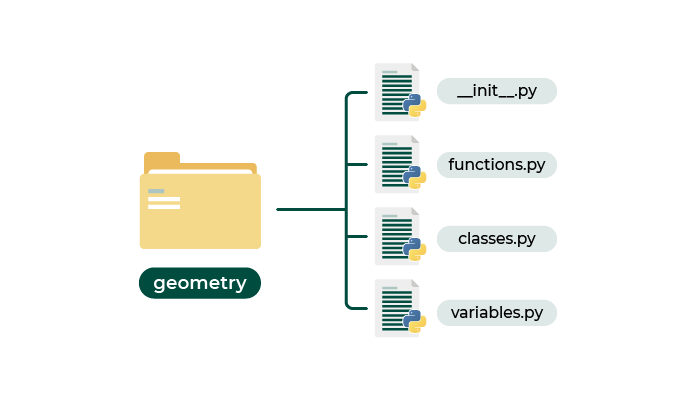 __init__.py
functions.py
classes.py
geometry
variables.py